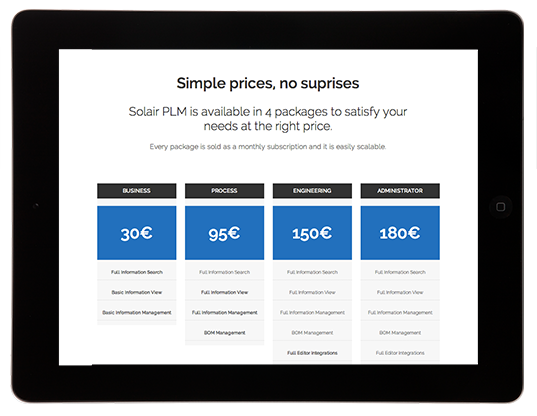 Simple prices, no suprises
Solair PLM is available in 4 packages to satisfy your
needs at the right price.
Every package is sold as a monthly subscription and it is easily scalable.
BUSINESS
30€
Full Information Search
Basic Information View
Basic Information Management
PROCESS
95€
Full Information Search
Full Information View
Full Information Management
BOM Management
ENGINEERING
150€
Full Information Search
Full Information View
Full Information Management
BOM Management
Full Editor Integrations
ADMINISTRATOR
180€
Full Information Search
Full Information View
Full Information Management
BOM Management
Full Editor Integrations